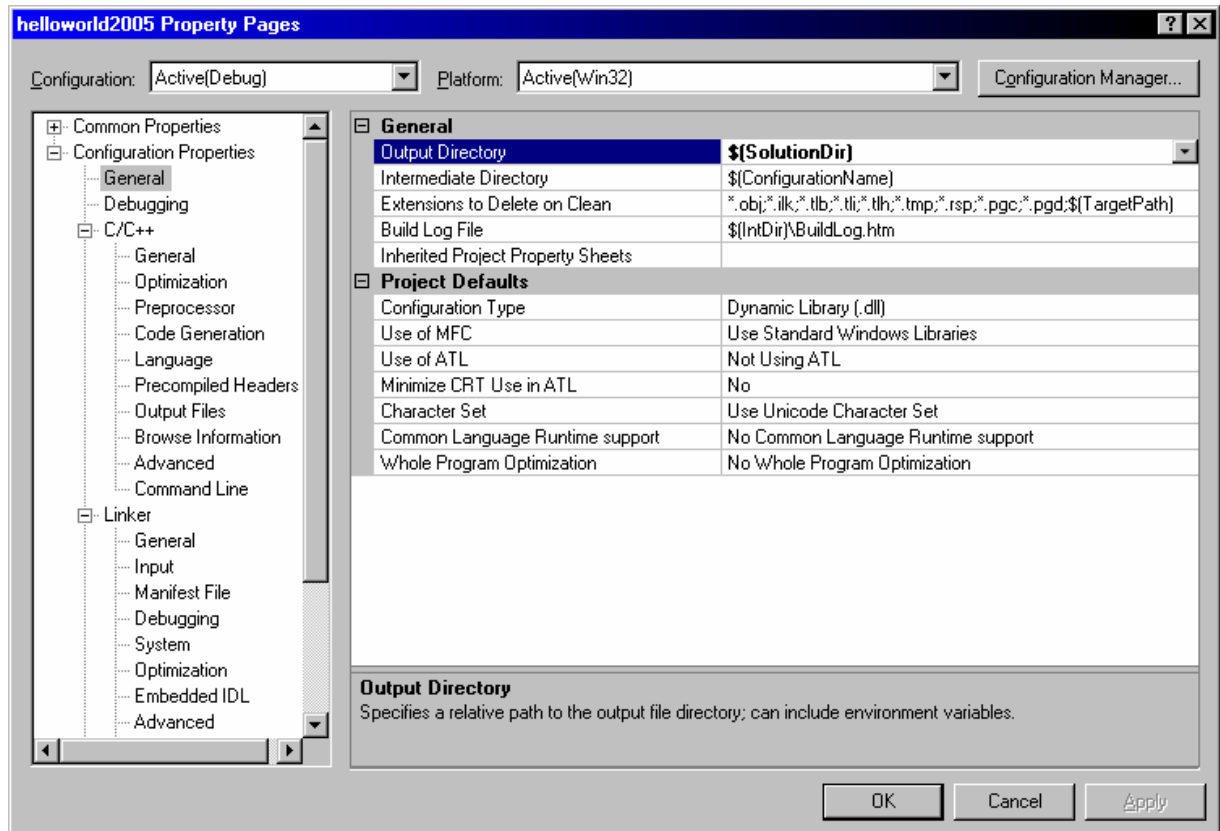 helloworld2005 Property Pages
Configuration: Active(Debug) Platform: Active(Win32) Configuration Manager...
Common Properties
Configuration Properties
General
Debugging
C/C++
General
Optimization
Preprocessor
Code Generation
Language
Precompiled Headers
Output Files
Browse Information
Advanced
Command Line
Linker
General
Input
Manifest File
Debugging
System
Optimization
Embedded IDL
Advanced
General
Output Directory $(SolutionDir)
Intermediate Directory $(ConfigurationName)
Extensions to Delete on Clean *.obj;*.ilk;*.tlb;*.tli;*.tlh;*.tmp;*.rsp;*.pgc;*.pgd;$(TargetPath)
Build Log File $(IntDir)\BuildLog.htm
Inherited Project Property Sheets
Project Defaults
Configuration Type Dynamic Library (.dll)
Use of MFC Use Standard Windows Libraries
Use of ATL Not Using ATL
Minimize CRT Use in ATL No
Character Set Use Unicode Character Set
Common Language Runtime support No Common Language Runtime support
Whole Program Optimization No Whole Program Optimization
Output Directory
Specifies a relative path to the output file directory; can include environment variables.
OK Cancel Apply